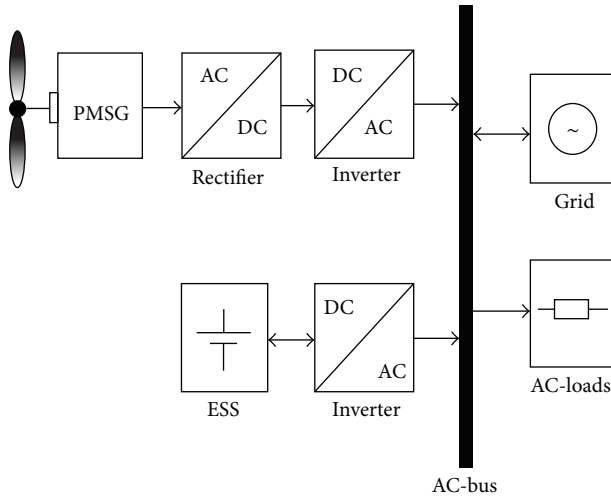 PMSG
AC
DC
Rectifier
DC
AC
Inverter
~
Grid
ESS
DC
AC
Inverter
AC-loads
AC-bus